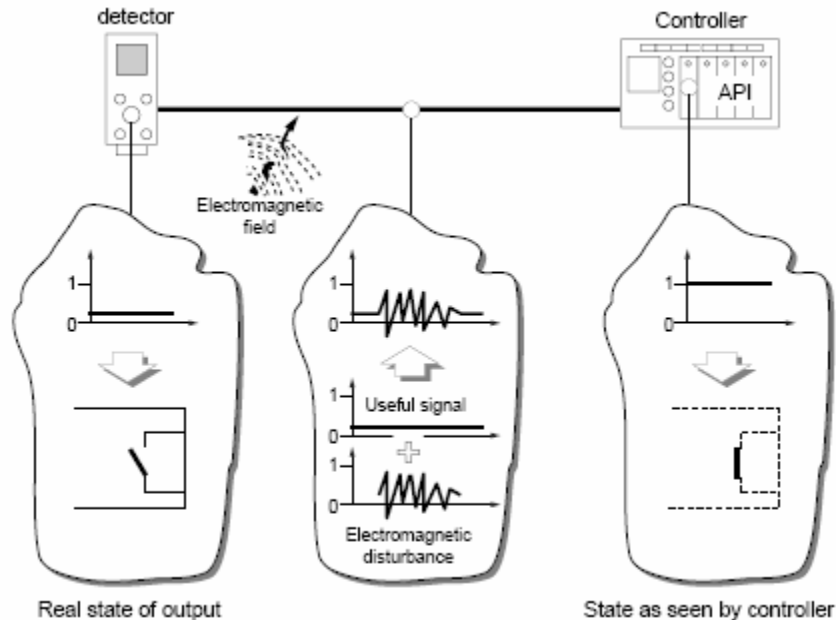 detector
Controller
API
Electromagnetic
field
1
0
1
0
1
0
Useful signal
1
0
1
0
Electromagnetic
disturbance
Real state of output
State as seen by controller